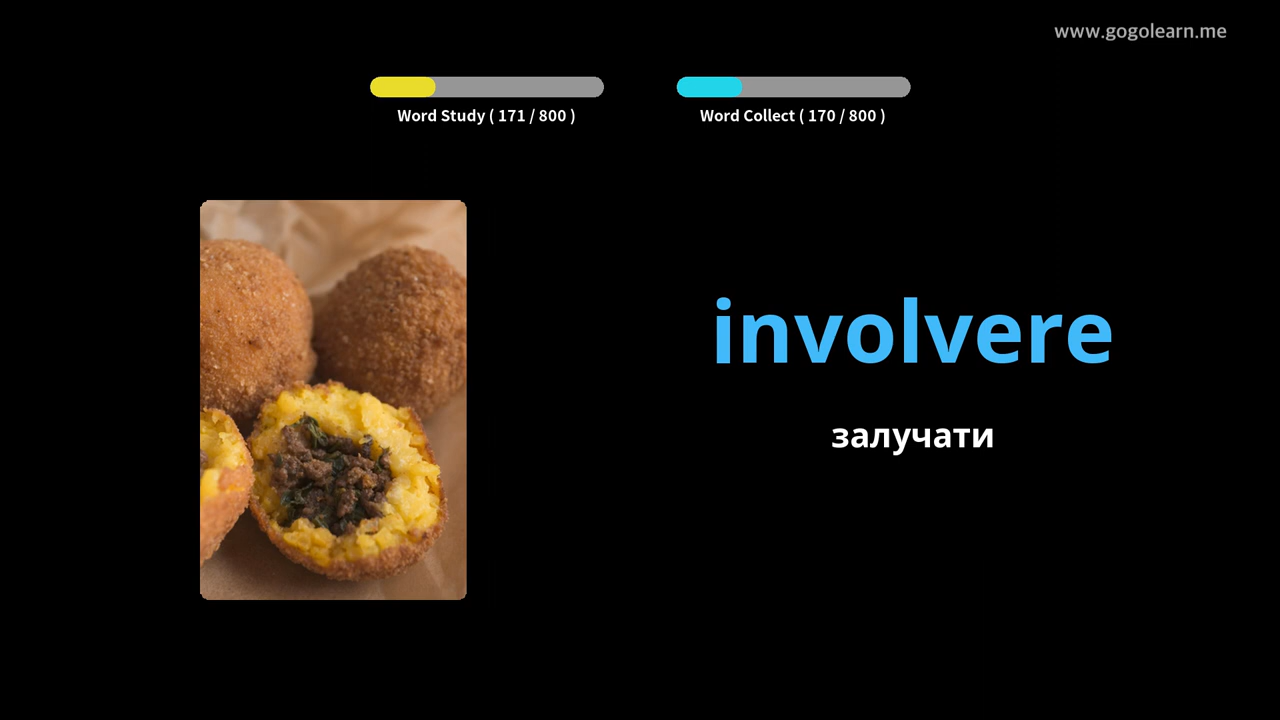 www.gogolearn.me
Word Study ( 171 / 800 )
Word Collect ( 170 / 800 )
involvere
залучати